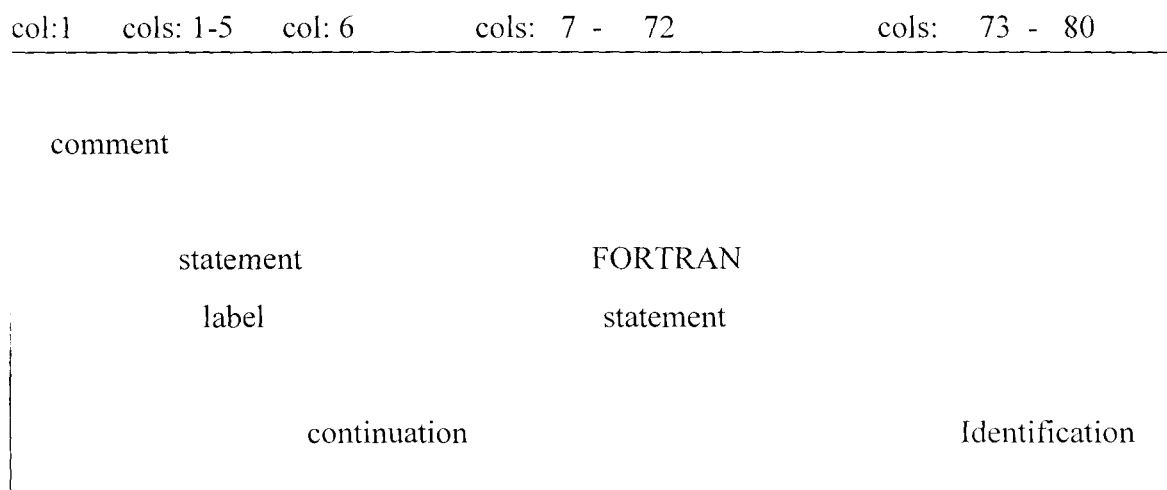 col:1 cols: 1-5 col: 6 cols: 7 - 72 cols: 73 - 80
comment
statement FORTRAN
label statement
continuation Identification